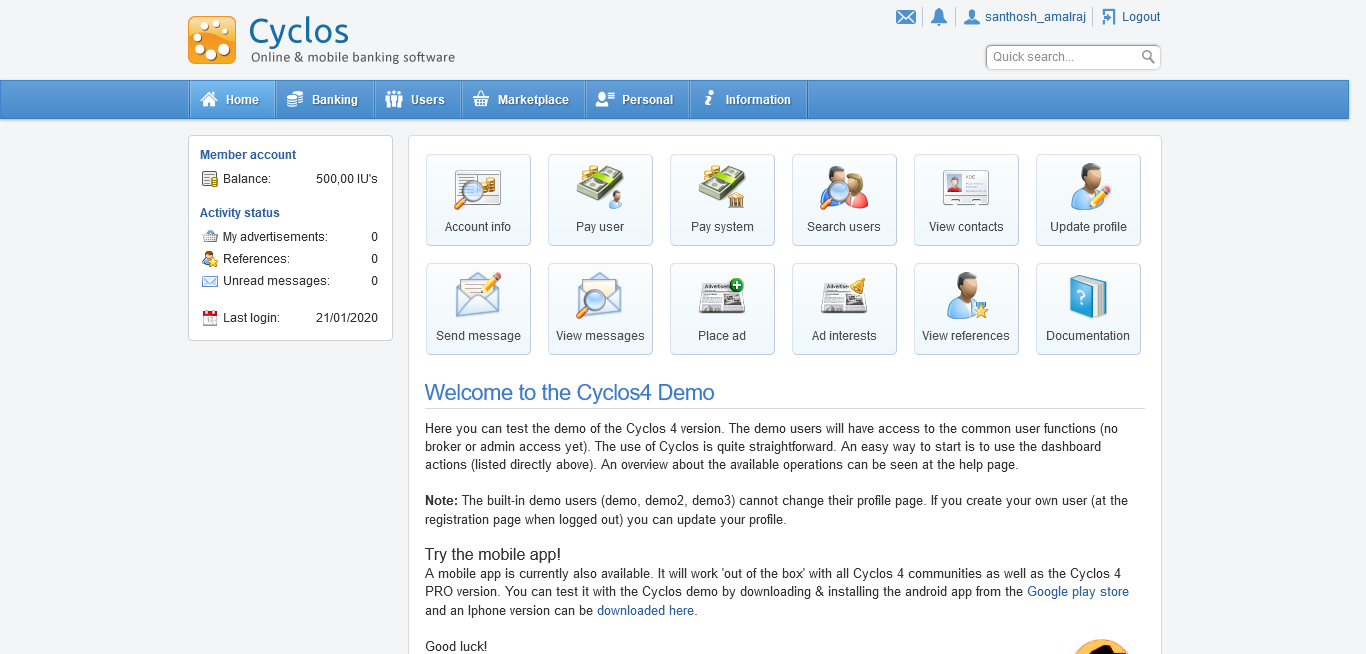 Cyclos
Online & mobile banking software
santhosh_amalraj
Logout
Quick search...
Home
Banking
Users
Marketplace
Personal
Information
Member account
Balance: 500,00 IU's
Activity status
My advertisements: 0
References: 0
Unread messages: 0
Last login: 21/01/2020
Account info
Pay user
Pay system
Search users
View contacts
Update profile
Send message
View messages
Place ad
Ad interests
View references
Documentation
Welcome to the Cyclos4 Demo
Here you can test the demo of the Cyclos 4 version. The demo users will have access to the common user functions (no
broker or admin access yet). The use of Cyclos is quite straightforward. An easy way to start is to use the dashboard
actions (listed directly above). An overview about the available operations can be seen at the help page.
Note: The built-in demo users (demo, demo2, demo3) cannot change their profile page. If you create your own user (at the
registration page when logged out) you can update your profile.
Try the mobile app!
A mobile app is currently also available. It will work 'out of the box' with all Cyclos 4 communities as well as the Cyclos 4
PRO version. You can test it with the Cyclos demo by downloading & installing the android app from the Google play store
and an Iphone version can be downloaded here.
Good luck!